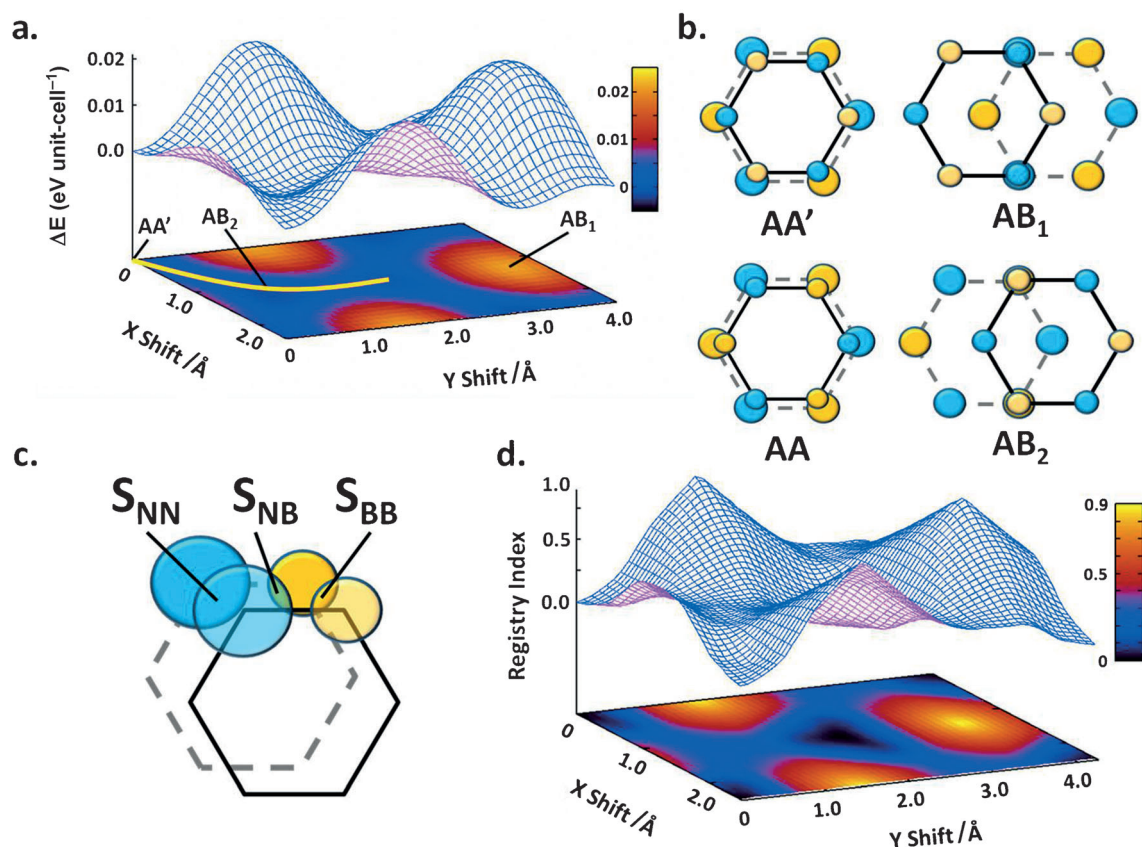 a.
0.02
0.01
0.0
ΔE (eV unit-cell⁻¹)
AA’
AB₂
AB₁
0
1.0
2.0
X Shift /Å
0
1.0
2.0
3.0
4.0
Y Shift /Å
0.02
0.01
0
b.
AA’
AB₁
AA
AB₂
c.
S_NN
S_NB
S_BB
d.
1.0
0.5
0.0
Registry Index
0
1.0
2.0
X Shift /Å
0
1.0
2.0
3.0
4.0
Y Shift /Å
0.9
0.5
0